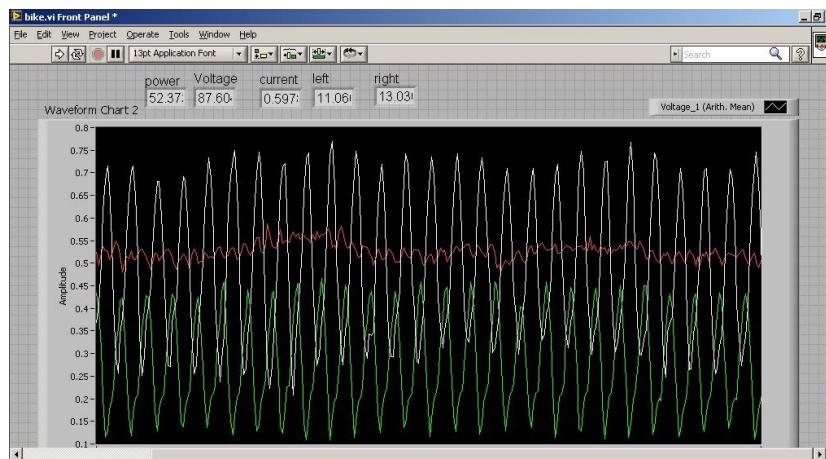 bike.vi Front Panel *
File Edit View Project Operate Tools Window Help
13pt Application Font
Search
power Voltage current left right
52.37 87.60 0.597 11.06 13.03
Waveform Chart 2
Voltage_1 (Arith. Mean)
0.8
0.75
0.7
0.65
0.6
0.55
0.5
0.45
0.4
0.35
0.3
0.25
0.2
0.15
0.1
Amplitude